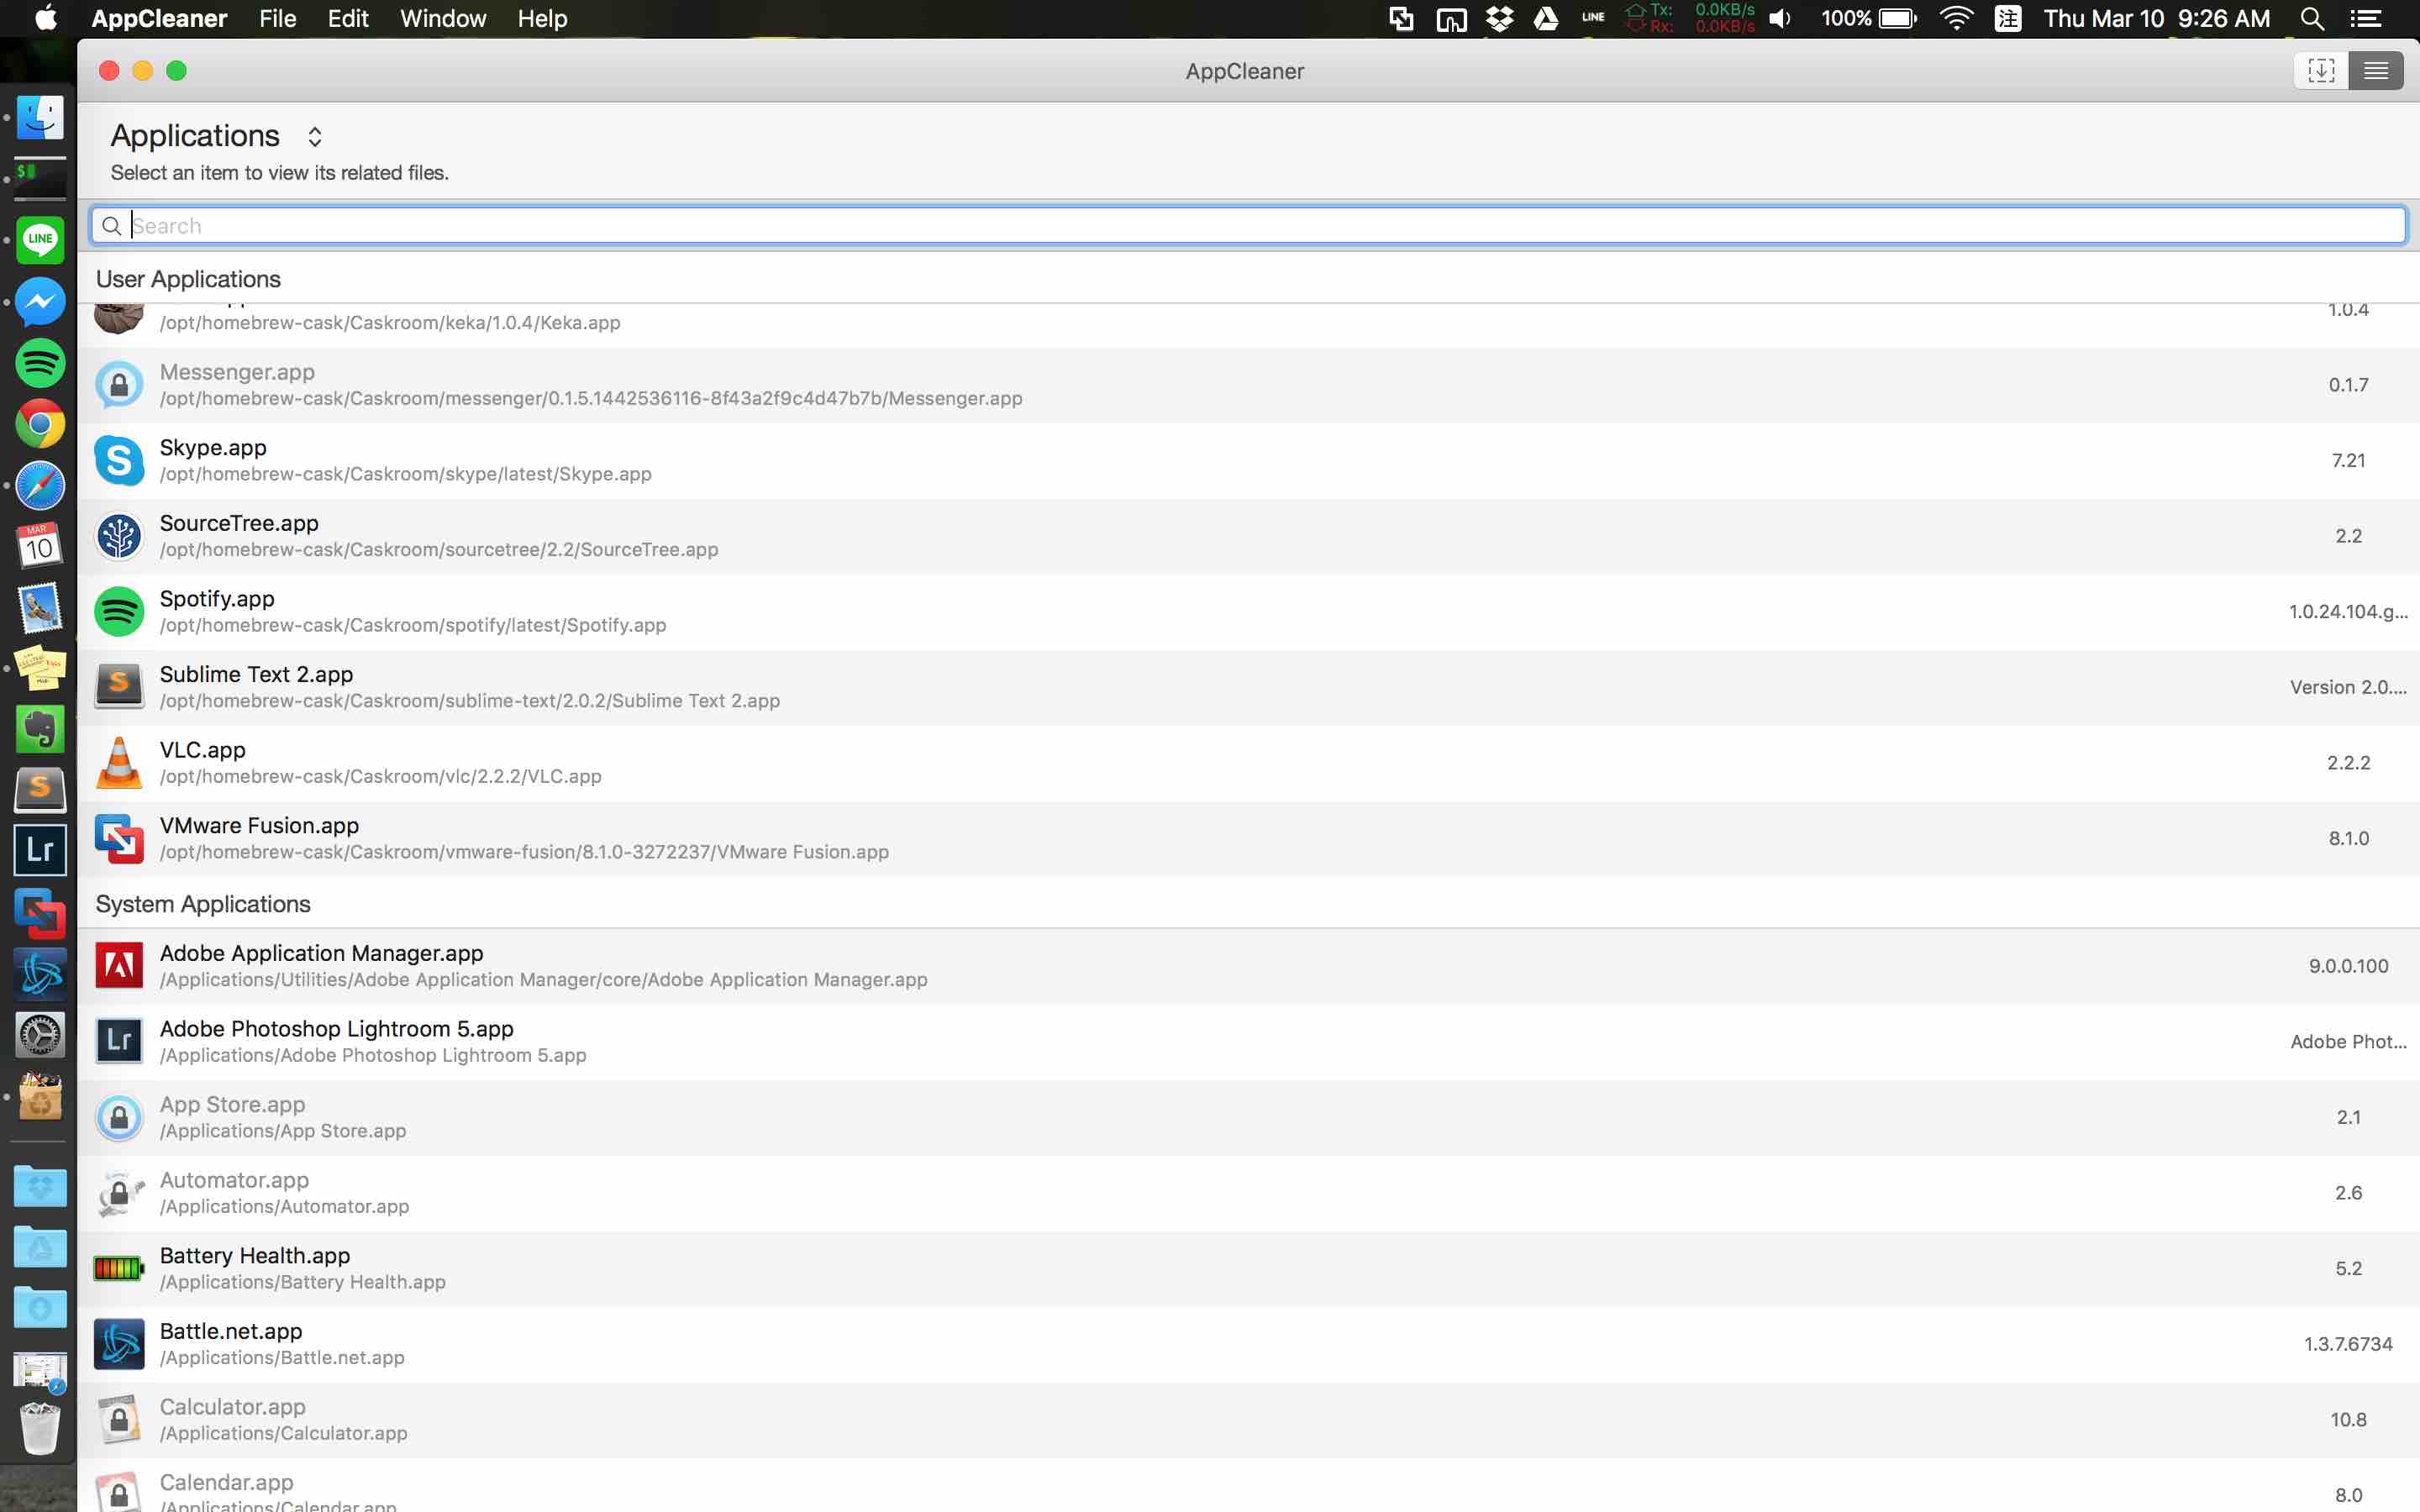 AppCleaner File Edit Window Help LINE Tx: 0.0KB/s Rx: 0.0KB/s 100% 注 Thu Mar 10 9:26 AM
AppCleaner
Applications
Select an item to view its related files.
Search
User Applications
/opt/homebrew-cask/Caskroom/keka/1.0.4/Keka.app
1.0.4
Messenger.app
/opt/homebrew-cask/Caskroom/messenger/0.1.5.1442536116-8f43a2f9c4d47b7b/Messenger.app
0.1.7
Skype.app
/opt/homebrew-cask/Caskroom/skype/latest/Skype.app
7.21
SourceTree.app
/opt/homebrew-cask/Caskroom/sourcetree/2.2/SourceTree.app
2.2
Spotify.app
/opt/homebrew-cask/Caskroom/spotify/latest/Spotify.app
1.0.24.104.g...
Sublime Text 2.app
/opt/homebrew-cask/Caskroom/sublime-text/2.0.2/Sublime Text 2.app
Version 2.0....
VLC.app
/opt/homebrew-cask/Caskroom/vlc/2.2.2/VLC.app
2.2.2
VMware Fusion.app
/opt/homebrew-cask/Caskroom/vmware-fusion/8.1.0-3272237/VMware Fusion.app
8.1.0
System Applications
Adobe Application Manager.app
/Applications/Utilities/Adobe Application Manager/core/Adobe Application Manager.app
9.0.0.100
Adobe Photoshop Lightroom 5.app
/Applications/Adobe Photoshop Lightroom 5.app
Adobe Phot...
App Store.app
/Applications/App Store.app
2.1
Automator.app
/Applications/Automator.app
2.6
Battery Health.app
/Applications/Battery Health.app
5.2
Battle.net.app
/Applications/Battle.net.app
1.3.7.6734
Calculator.app
/Applications/Calculator.app
10.8
Calendar.app
/Applications/Calendar.app
8.0
$
LINE
MAR
10
S
Lr
S
S
Lr